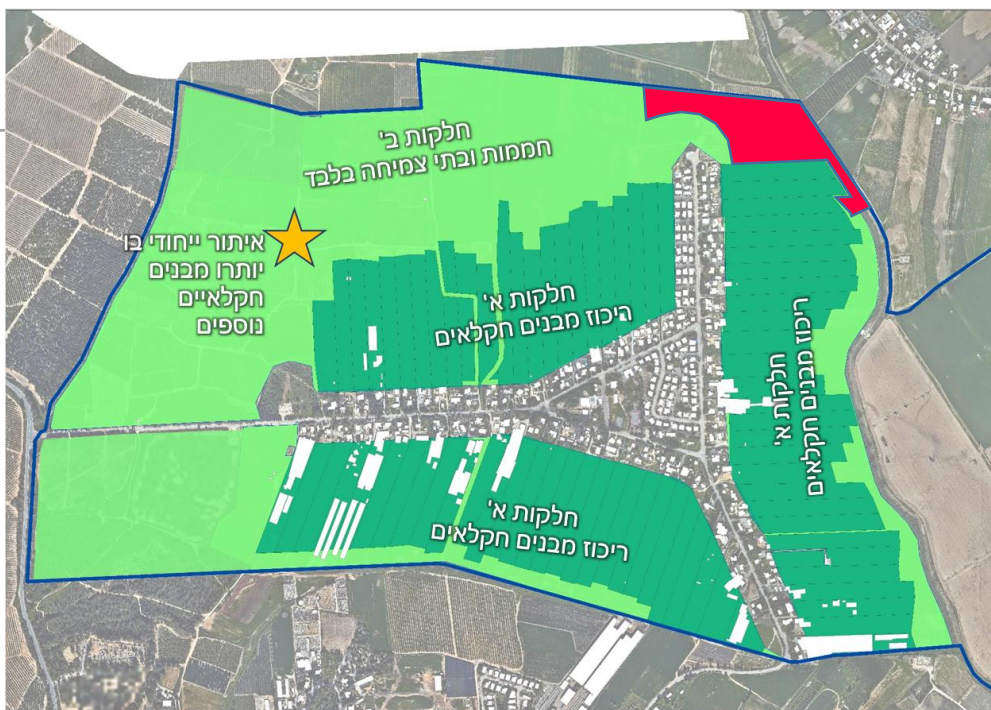 חלקות ב'
חממות ובתי צמיחה בלבד
איתור ייחודי בו
יותרו מבנים
חקלאיים
נוספים
חלקות א'
ריכוז מבנים חקלאים
חלקות א'
ריכוז מבנים חקלאים
חלקות א'
ריכוז מבנים חקלאים